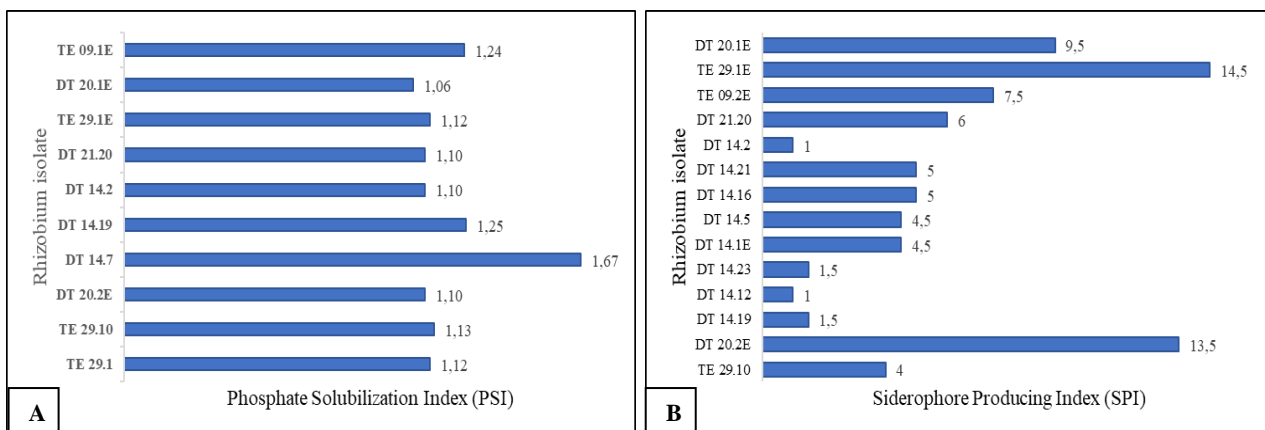 Rhizobium isolate
TE 09.1E 1,24
DT 20.1E 1,06
TE 29.1E 1,12
DT 21.20 1,10
DT 14.2 1,10
DT 14.19 1,25
DT 14.7 1,67
DT 20.2E 1,10
TE 29.10 1,13
TE 29.1 1,12
Phosphate Solubilization Index (PSI)
A
Rhizobium isolate
DT 20.1E 9,5
TE 29.1E 14,5
TE 09.2E 7,5
DT 21.20 6
DT 14.2 1
DT 14.21 5
DT 14.16 5
DT 14.5 4,5
DT 14.1E 4,5
DT 14.23 1,5
DT 14.12 1
DT 14.19 1,5
DT 20.2E 13,5
TE 29.10 4
Siderophore Producing Index (SPI)
B